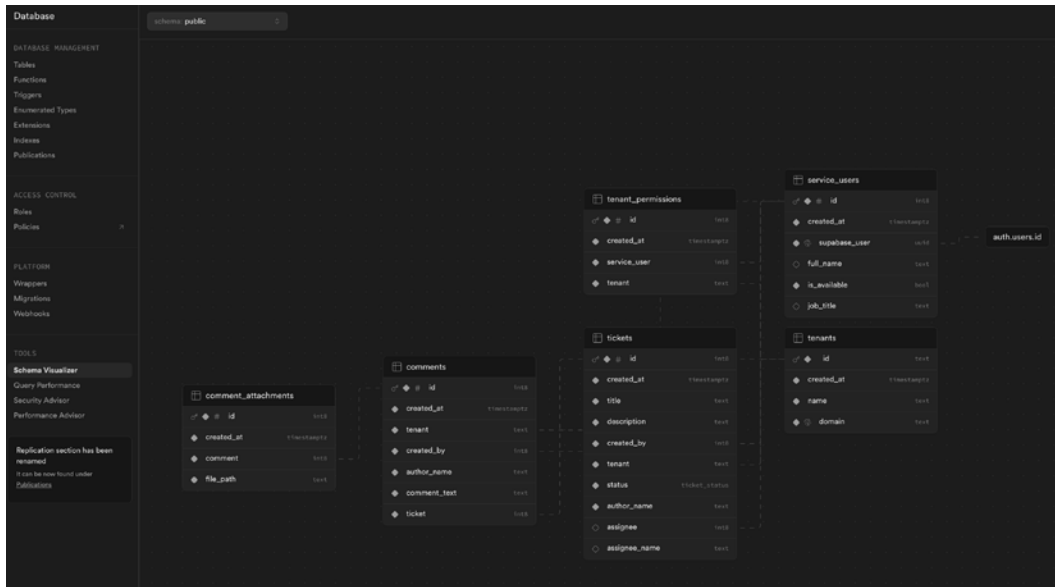 Database
schema: public
DATABASE MANAGEMENT
Tables
Functions
Triggers
Enumerated Types
Extensions
Indexes
Publications
ACCESS CONTROL
Roles
Policies
PLATFORM
Wrappers
Migrations
Webhooks
TOOLS
Schema Visualizer
Query Performance
Security Advisor
Performance Advisor
Replication section has been
renamed
It can be now found under
Publications
comment_attachments
id int8
created_at timestamptz
comment int8
file_path text
comments
id int8
created_at timestamptz
tenant text
created_by int8
author_name text
comment_text text
ticket int8
tenant_permissions
id int8
created_at timestamptz
service_user int8
tenant text
tickets
id int8
created_at timestamptz
title text
description text
created_by int8
tenant text
status ticket_status
author_name text
assignee int8
assignee_name text
service_users
id int8
created_at timestamptz
supabase_user uuid
full_name text
is_available bool
job_title text
tenants
id text
created_at timestamptz
name text
domain text
auth.users.id